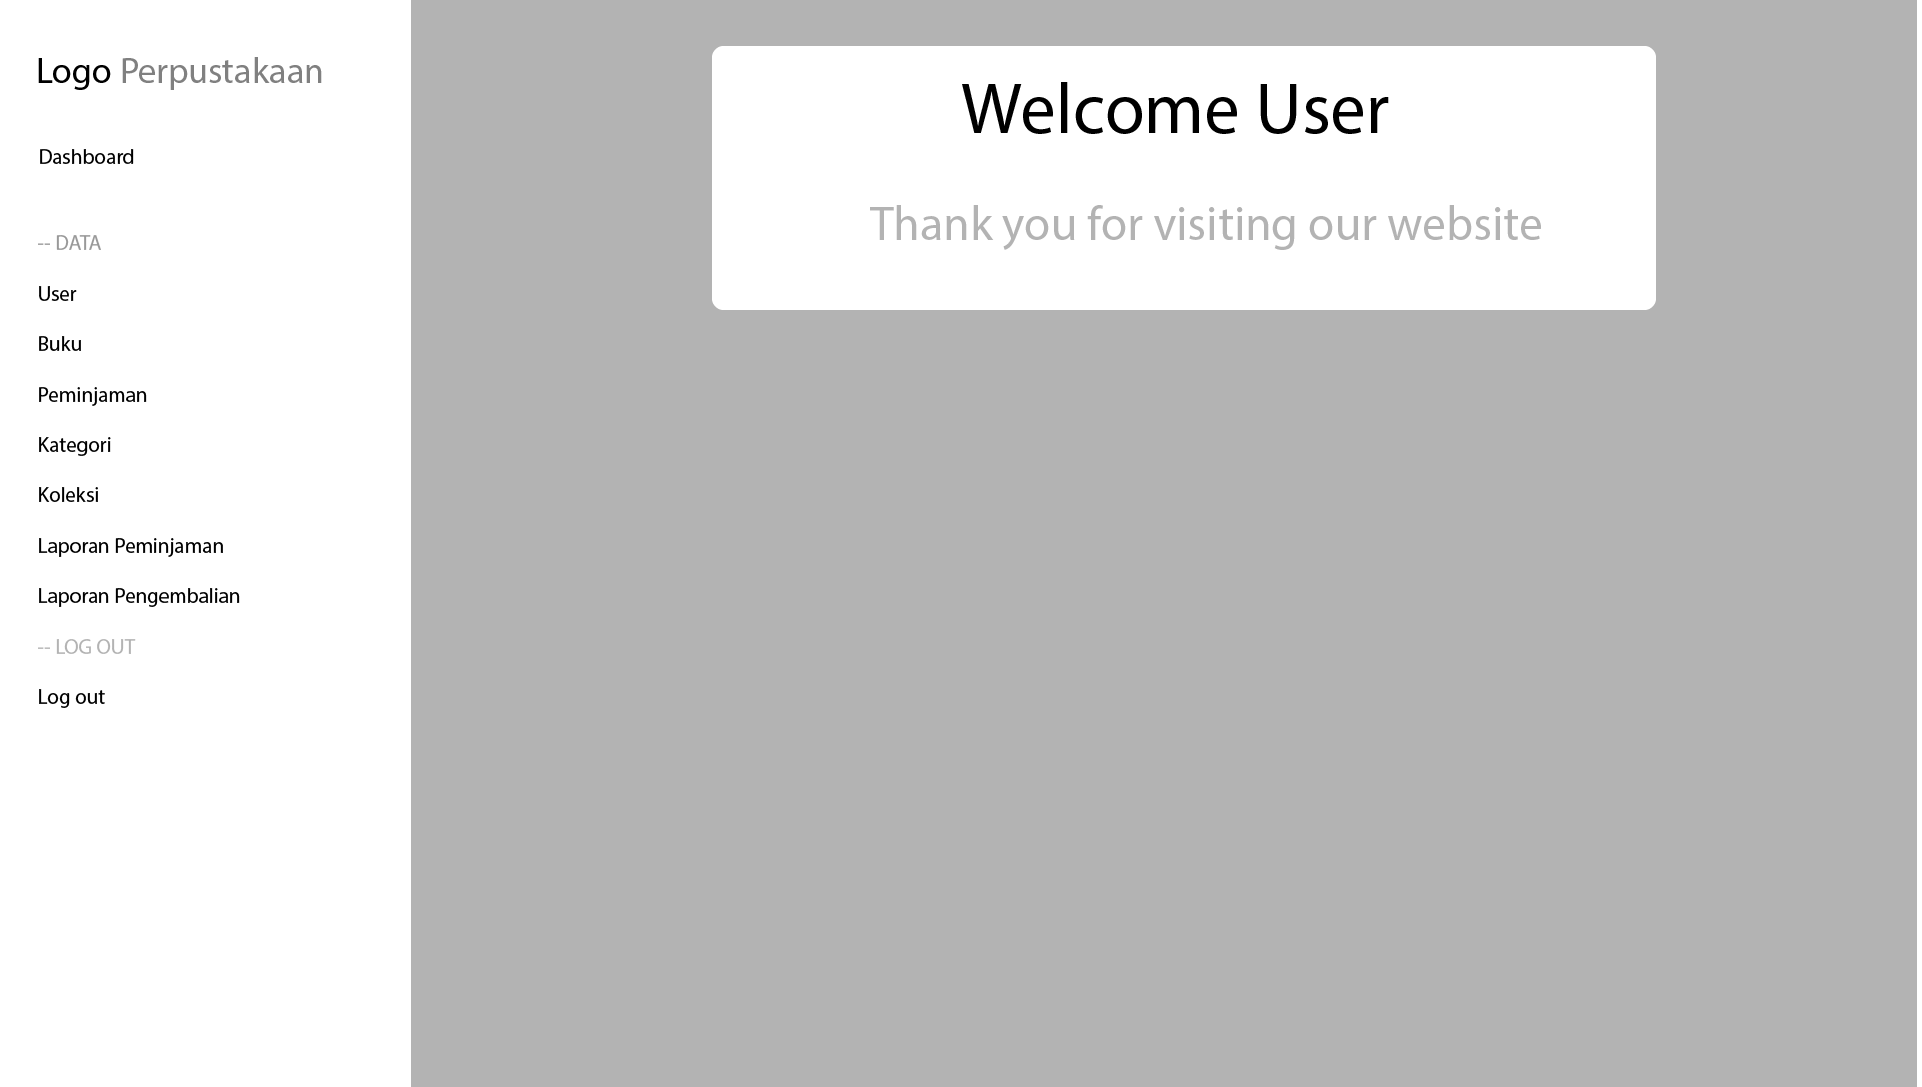 Logo Perpustakaan
Dashboard
-- DATA
User
Buku
Peminjaman
Kategori
Koleksi
Laporan Peminjaman
Laporan Pengembalian
-- LOG OUT
Log out
Welcome User
Thank you for visiting our website